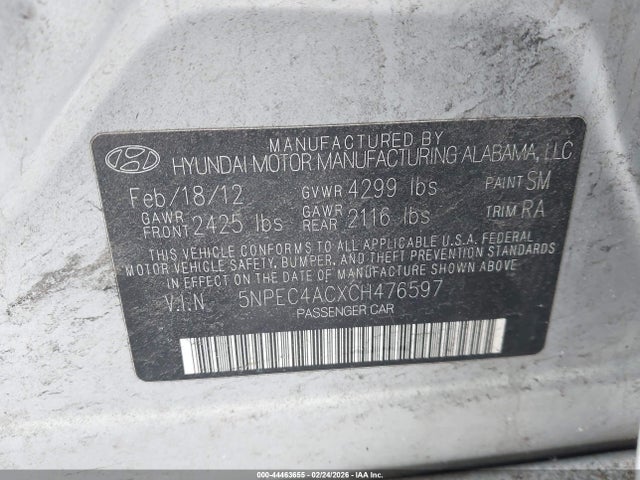 MANUFACTURED BY
HYUNDAI MOTOR MANUFACTURING ALABAMA, LLC
Feb/18/12 GVWR 4299 lbs PAINT SM
GAWR FRONT 2425 lbs GAWR REAR 2116 lbs TRIM RA
THIS VEHICLE CONFORMS TO ALL APPLICABLE U.S.A. FEDERAL
MOTOR VEHICLE SAFETY, BUMPER, AND THEFT PREVENTION STANDARDS
IN EFFECT ON THE DATE OF MANUFACTURE SHOWN ABOVE.
V.I.N 5NPEC4ACXCH476597
PASSENGER CAR
000-44463655 - 02/24/2026 - IAA Inc.